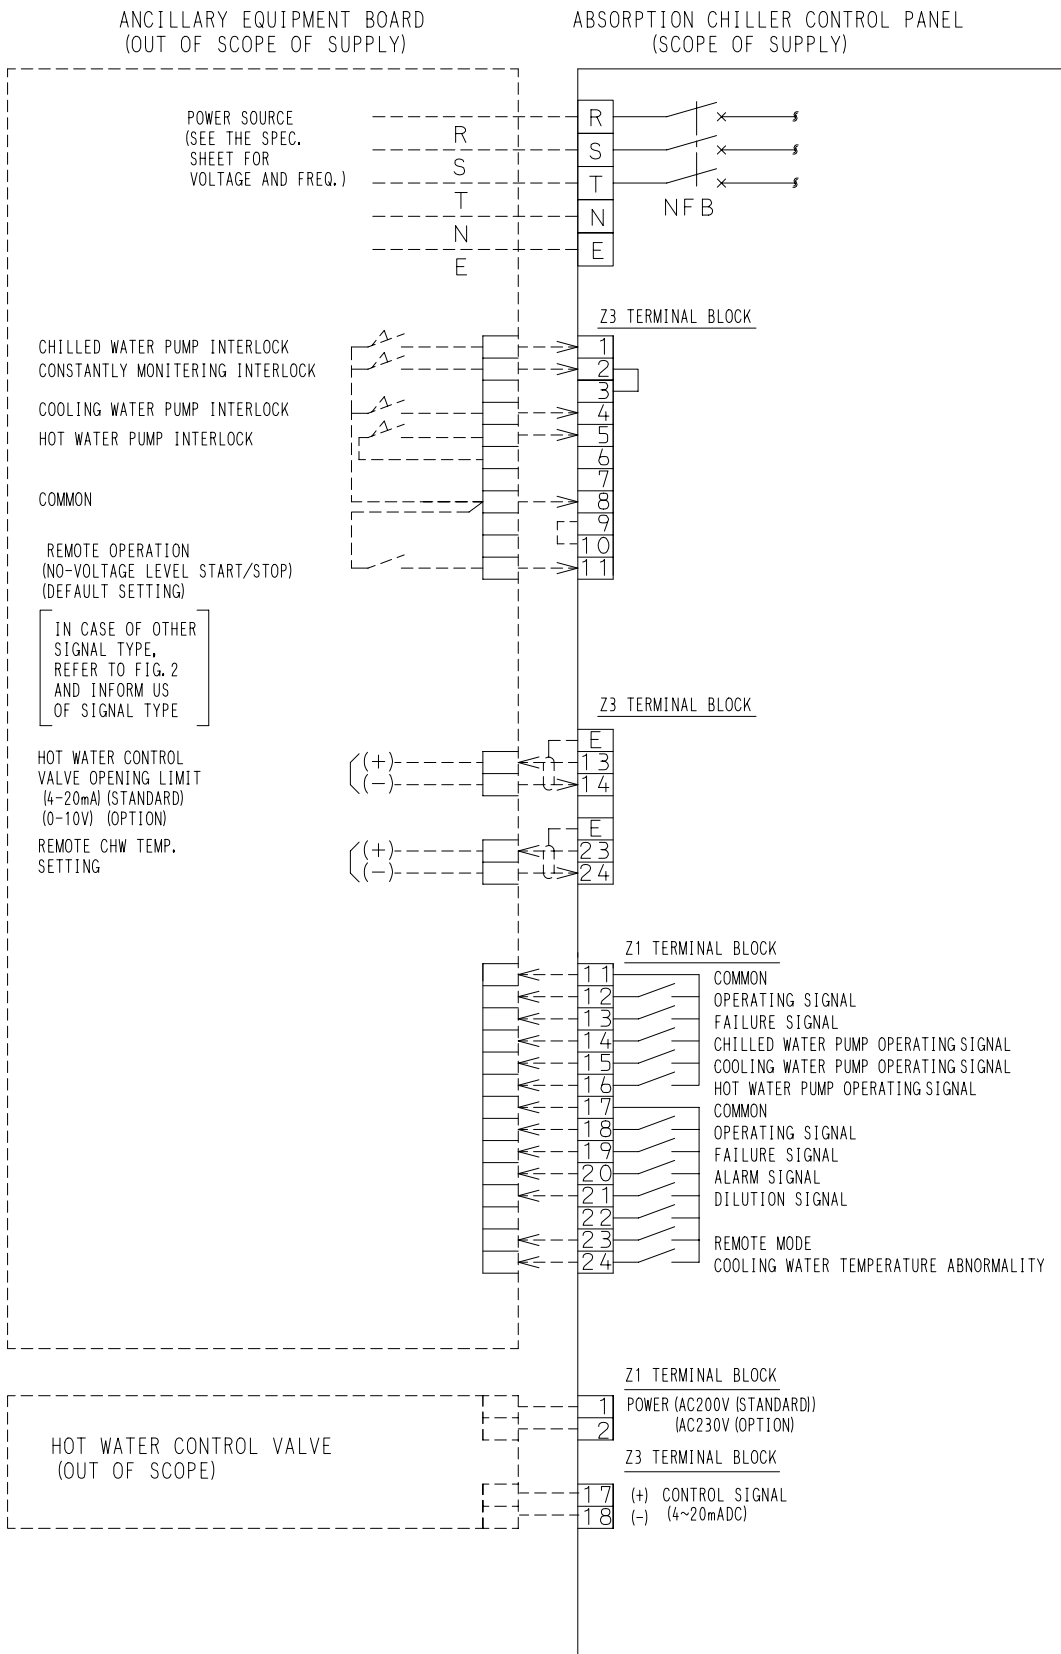 ANCILLARY EQUIPMENT BOARD
(OUT OF SCOPE OF SUPPLY)
ABSORPTION CHILLER CONTROL PANEL
(SCOPE OF SUPPLY)
POWER SOURCE
(SEE THE SPEC.
SHEET FOR
VOLTAGE AND FREQ.)
R
S
T
N
E
R
S
T
N
E
NFB
Z3 TERMINAL BLOCK
CHILLED WATER PUMP INTERLOCK
CONSTANTLY MONITERING INTERLOCK
COOLING WATER PUMP INTERLOCK
HOT WATER PUMP INTERLOCK
COMMON
REMOTE OPERATION
(NO-VOLTAGE LEVEL START/STOP)
(DEFAULT SETTING)
1
2
3
4
5
6
7
8
9
10
11
IN CASE OF OTHER
SIGNAL TYPE,
REFER TO FIG.2
AND INFORM US
OF SIGNAL TYPE
Z3 TERMINAL BLOCK
HOT WATER CONTROL
VALVE OPENING LIMIT
(4-20mA) (STANDARD)
(0-10V) (OPTION)
(+)
(-)
E
13
14
REMOTE CHW TEMP.
SETTING
(+)
(-)
E
23
24
Z1 TERMINAL BLOCK
11 COMMON
12 OPERATING SIGNAL
13 FAILURE SIGNAL
14 CHILLED WATER PUMP OPERATING SIGNAL
15 COOLING WATER PUMP OPERATING SIGNAL
16 HOT WATER PUMP OPERATING SIGNAL
17 COMMON
18 OPERATING SIGNAL
19 FAILURE SIGNAL
20 ALARM SIGNAL
21 DILUTION SIGNAL
22
23 REMOTE MODE
24 COOLING WATER TEMPERATURE ABNORMALITY
Z1 TERMINAL BLOCK
1 POWER (AC200V (STANDARD))
2 (AC230V (OPTION)
HOT WATER CONTROL VALVE
(OUT OF SCOPE)
Z3 TERMINAL BLOCK
17 (+) CONTROL SIGNAL
18 (-) (4~20mADC)